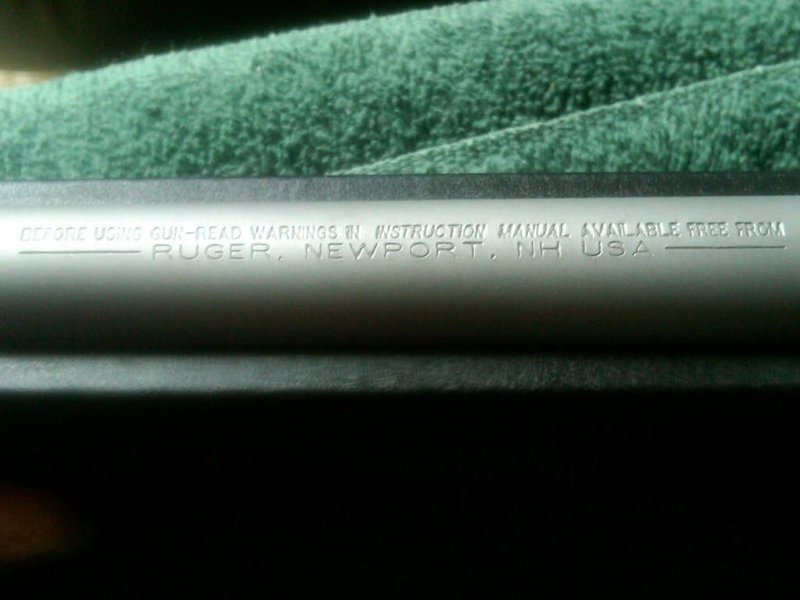 BEFORE USING GUN-READ WARNINGS IN INSTRUCTION MANUAL AVAILABLE FREE FROM
RUGER, NEWPORT, NH USA